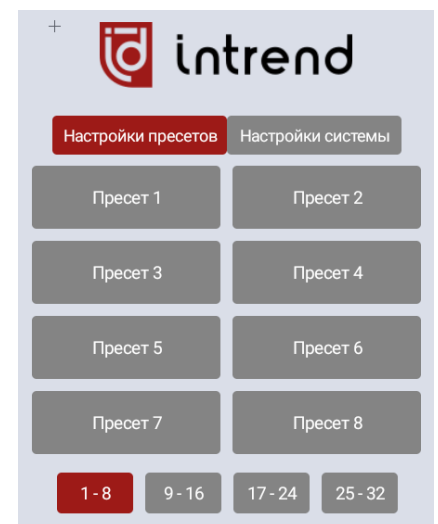 +
id intrend
Настройки пресетов Настройки системы
Пресет 1 Пресет 2
Пресет 3 Пресет 4
Пресет 5 Пресет 6
Пресет 7 Пресет 8
1 - 8 9 - 16 17 - 24 25 - 32